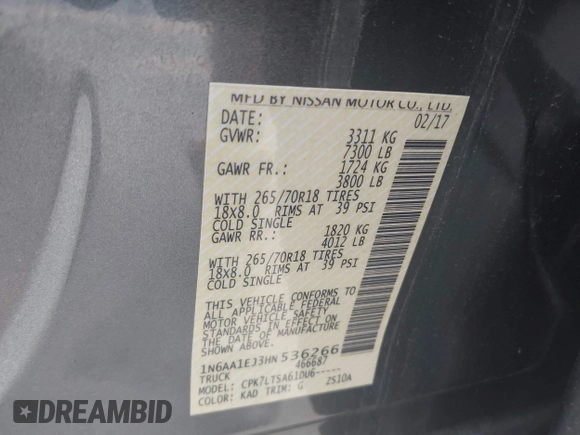 MFD BY NISSAN MOTOR CO., LTD.
DATE: 02/17
GVWR: 3311 KG
7300 LB
GAWR FR.: 1724 KG
3800 LB
WITH 265/70R18 TIRES
18X8.0 RIMS AT 39 PSI
COLD SINGLE
GAWR RR.: 1820 KG
4012 LB
WITH 265/70R18 TIRES
18X8.0 RIMS AT 39 PSI
COLD SINGLE
THIS VEHICLE CONFORMS TO
ALL APPLICABLE FEDERAL
MOTOR VEHICLE SAFETY
STANDARDS IN EFFECT ON
THE DATE OF MANUFACTURE
SHOWN ABOVE.
1N6AA1EJ3HN536266
TRUCK 466687
MODEL: CPK7LTSA61DU6-----
COLOR: KAD TRIM: G ZS10A
DREAMBID